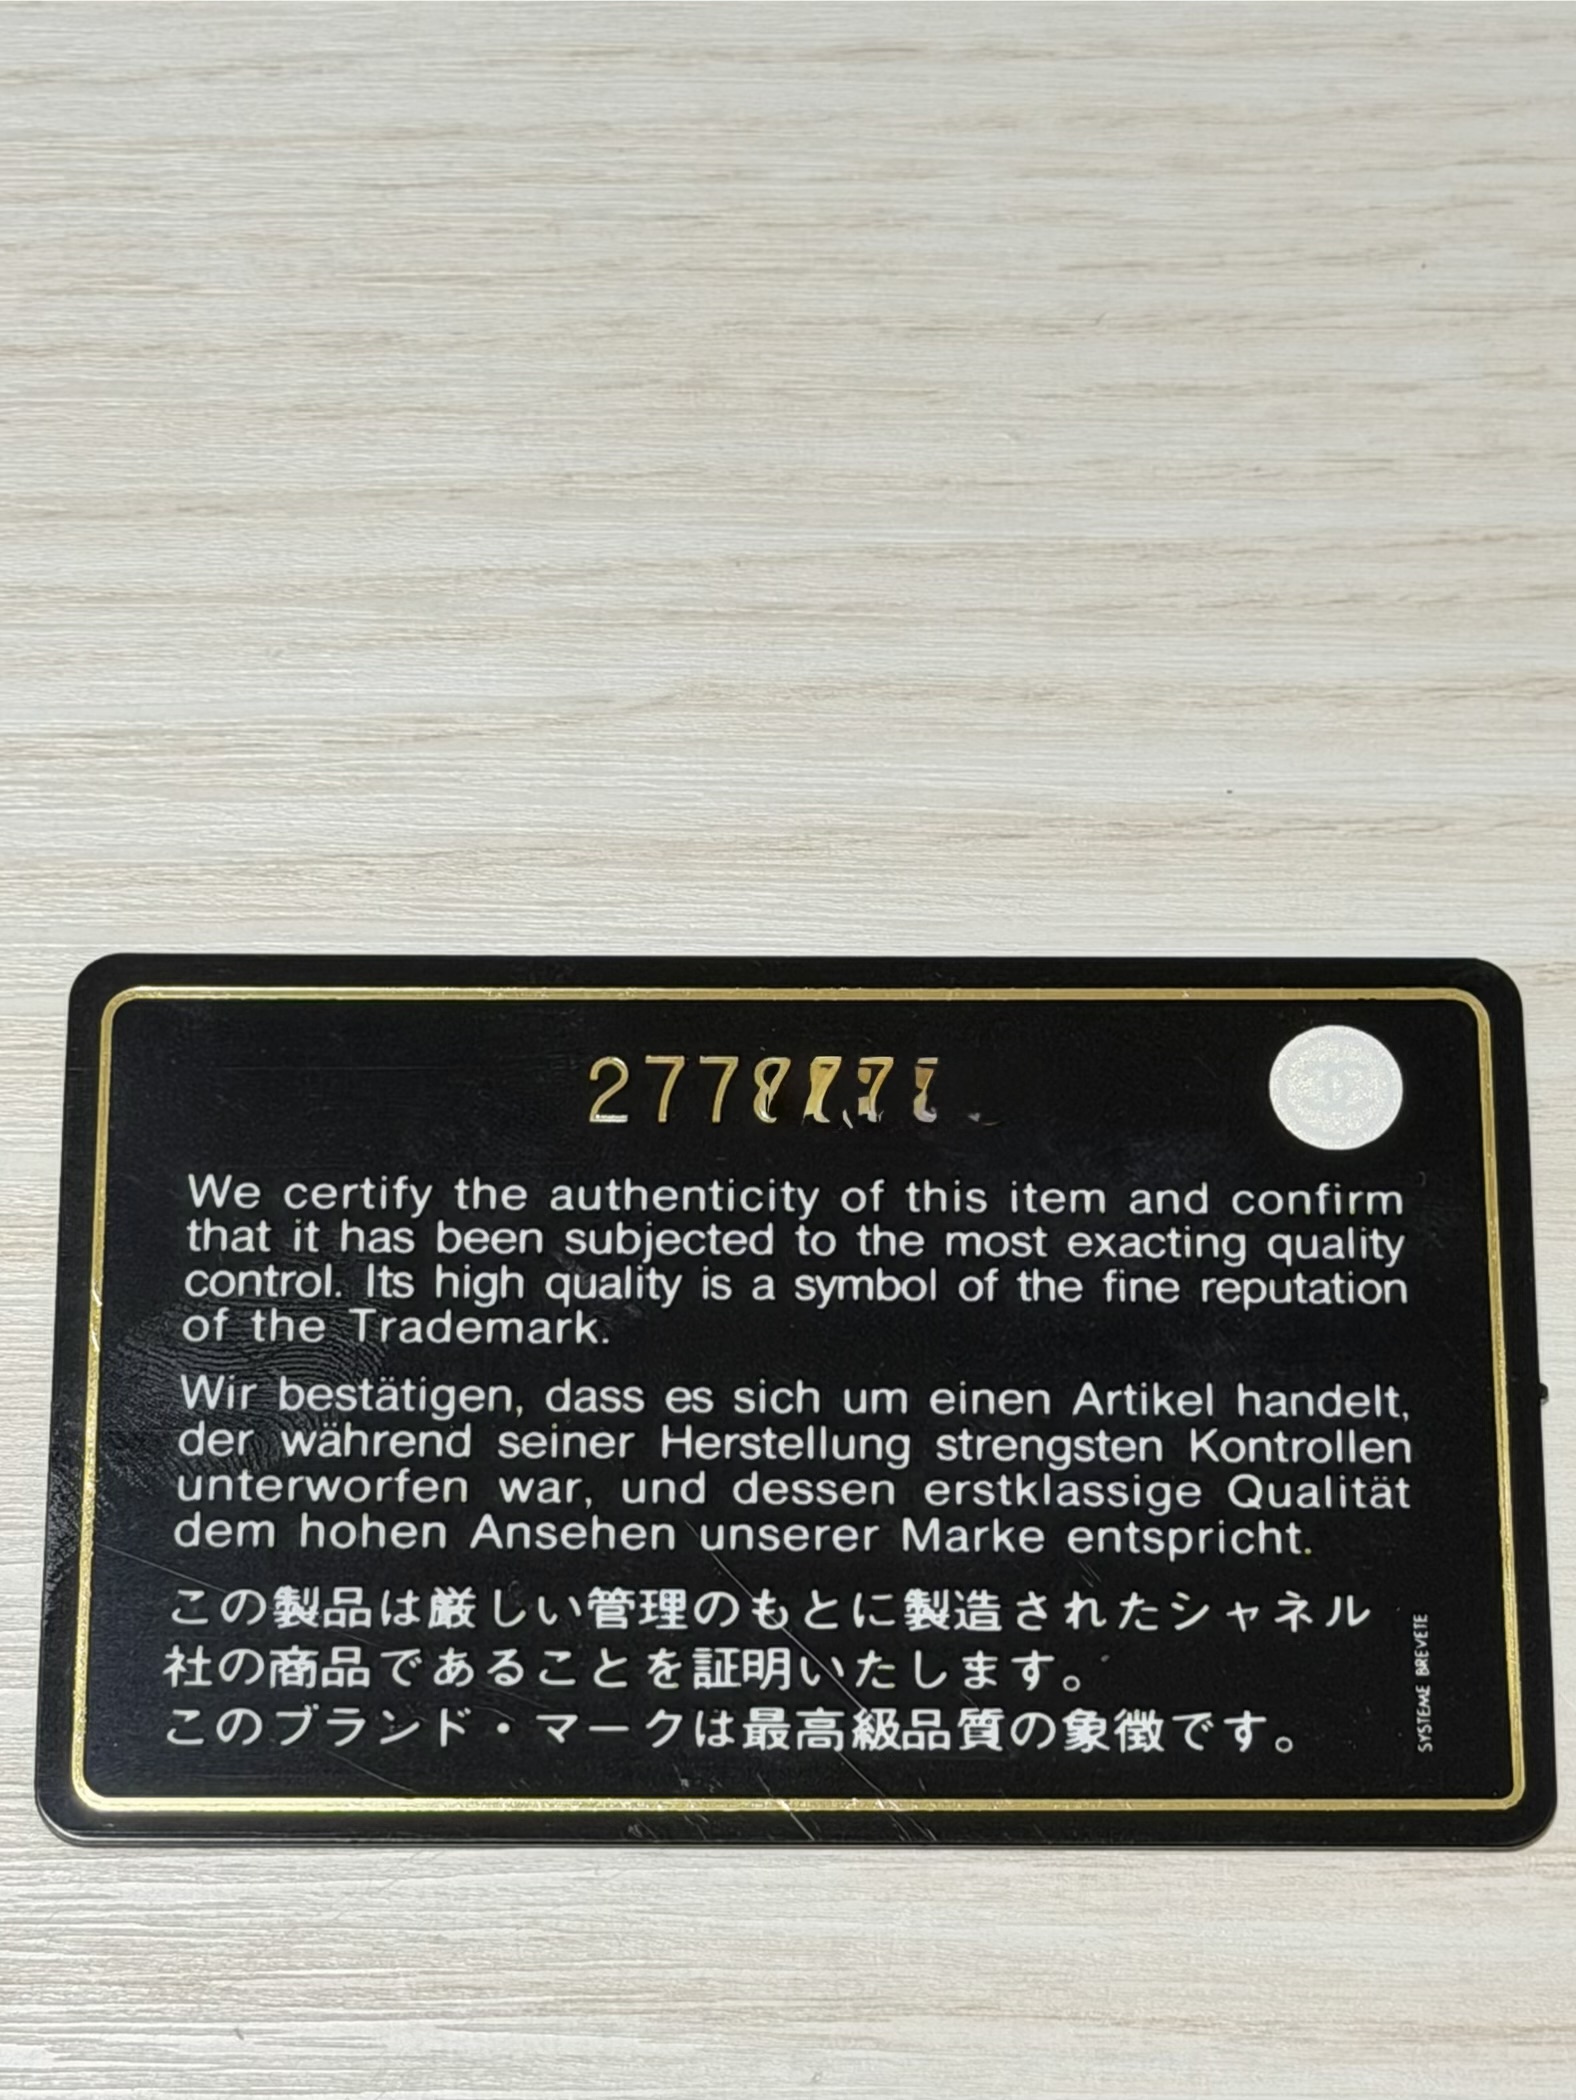 277
We certify the authenticity of this item and confirm
that it has been subjected to the most exacting quality
control. Its high quality is a symbol of the fine reputation
of the Trademark.
Wir bestätigen, dass es sich um einen Artikel handelt,
der während seiner Herstellung strengsten Kontrollen
unterworfen war, und dessen erstklassige Qualität
dem hohen Ansehen unserer Marke entspricht.
この製品は厳しい管理のもとに製造されたシャネル
社の商品であることを証明いたします。
このブランド・マークは最高級品質の象徴です。
SYSTEME BREVETE